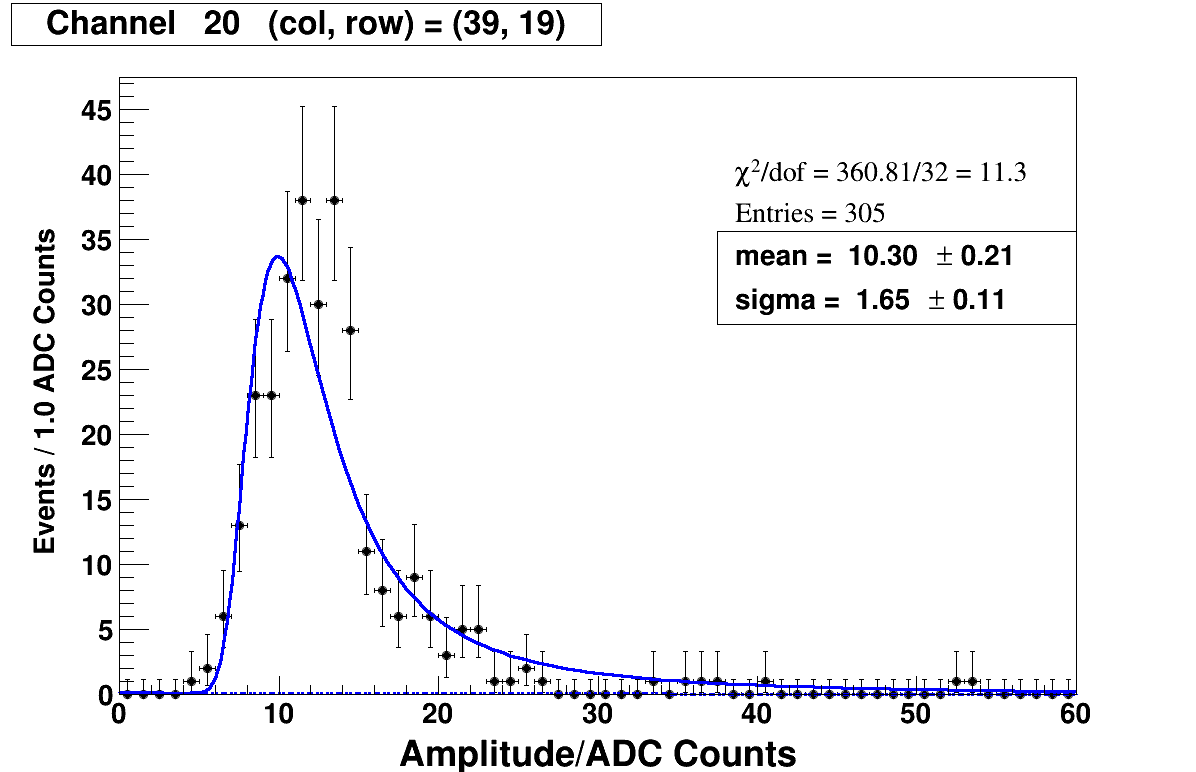 Channel 20 (col, row) = (39, 19)
45
40
35
30
25
20
15
10
5
0
Events / 1.0 ADC Counts
χ²/dof = 360.81/32 = 11.3
Entries = 305
mean = 10.30 ± 0.21
sigma = 1.65 ± 0.11
0 10 20 30 40 50 60
Amplitude/ADC Counts